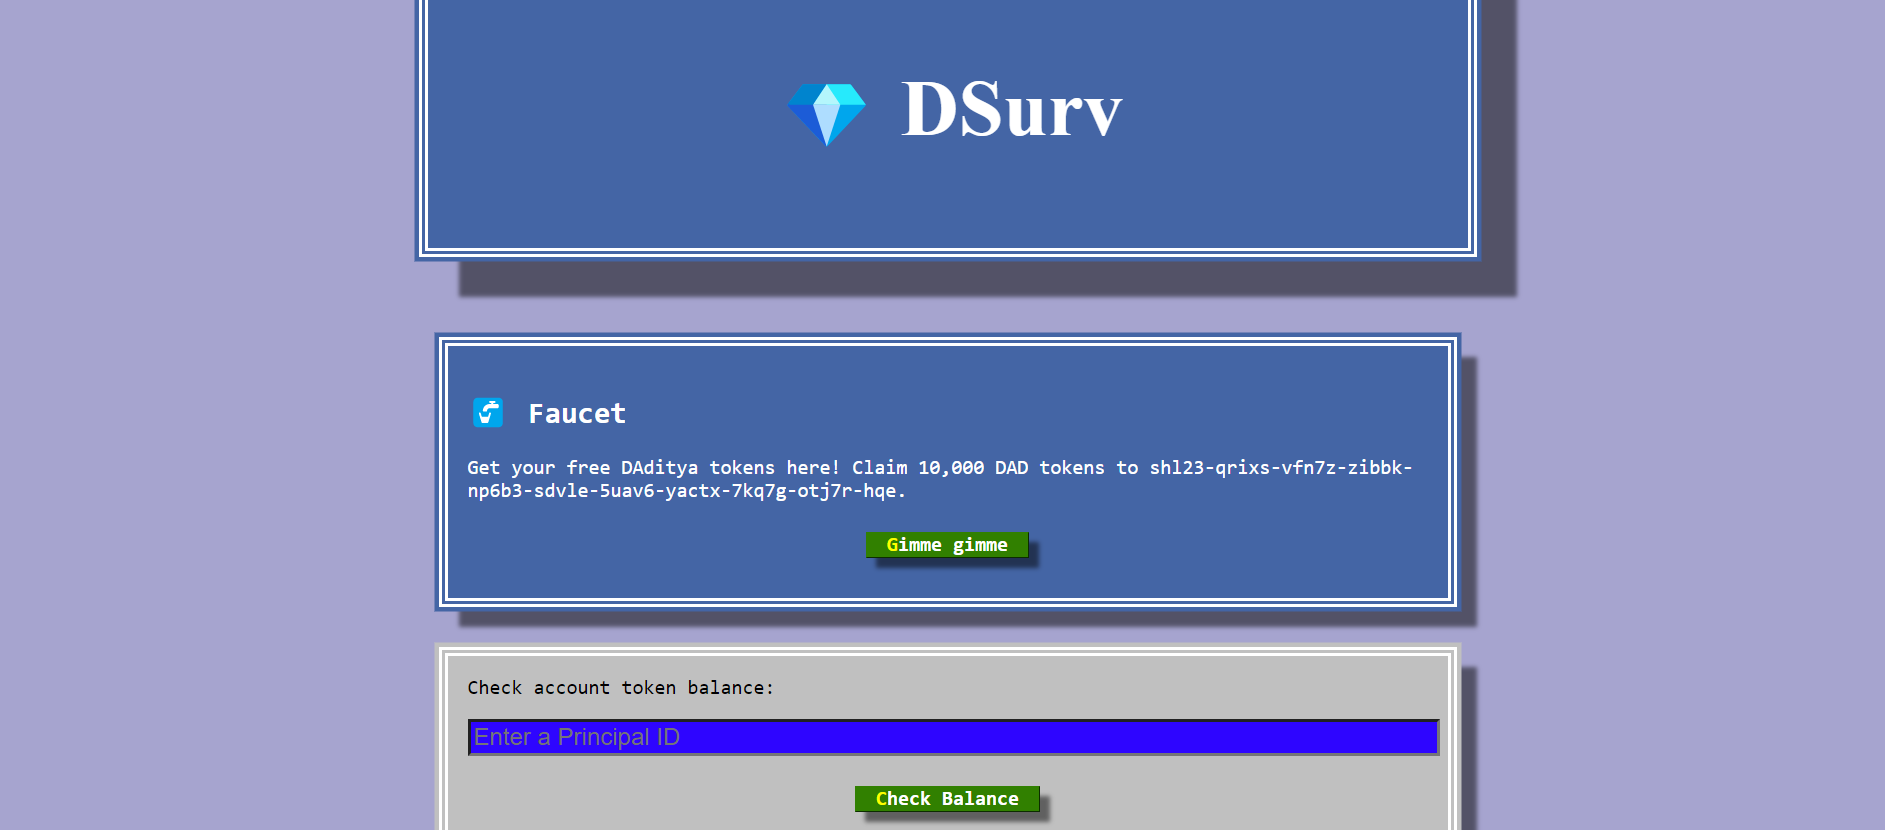 DSurv
Faucet
Get your free DAditya tokens here! Claim 10,000 DAD tokens to shl23-qrixs-vfn7z-zibbk-
np6b3-sdvle-5uav6-yactx-7kq7g-otj7r-hqe.
Gimme gimme
Check account token balance:
Enter a Principal ID
Check Balance